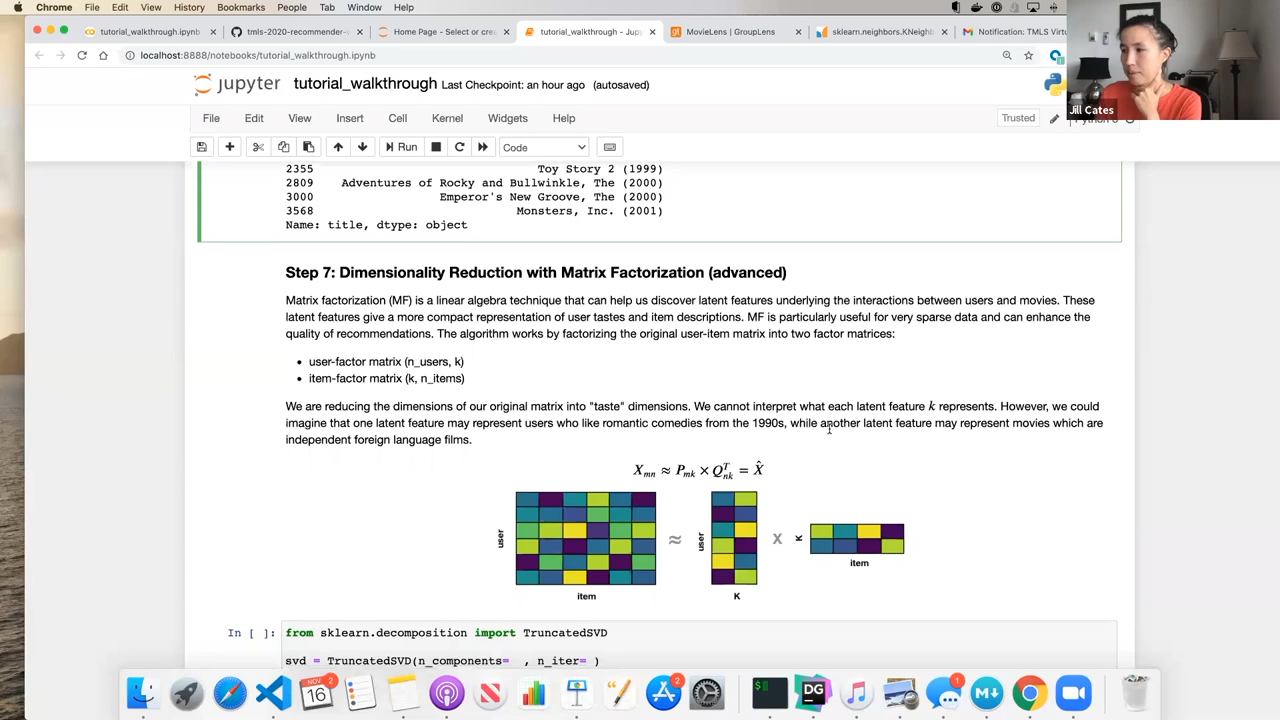 Chrome File Edit View History Bookmarks People Tab Window Help
tutorial_walkthrough.ipynb
tmls-2020-recommender-
Home Page - Select or cre
tutorial_walkthrough - Jup
MovieLens | GroupLens
sklearn.neighbors.KNeigh
Notification: TMLS Virtu
localhost:8888/notebooks/tutorial_walkthrough.ipynb
Jill Cates
jupyter tutorial_walkthrough Last Checkpoint: an hour ago (autosaved)
File Edit View Insert Cell Kernel Widgets Help Trusted
Run Code
2355 Toy Story 2 (1999)
2809 Adventures of Rocky and Bullwinkle, The (2000)
3000 Emperor's New Groove, The (2000)
3568 Monsters, Inc. (2001)
Name: title, dtype: object
Step 7: Dimensionality Reduction with Matrix Factorization (advanced)
Matrix factorization (MF) is a linear algebra technique that can help us discover latent features underlying the interactions between users and movies. These
latent features give a more compact representation of user tastes and item descriptions. MF is particularly useful for very sparse data and can enhance the
quality of recommendations. The algorithm works by factorizing the original user-item matrix into two factor matrices:
• user-factor matrix (n_users, k)
• item-factor matrix (k, n_items)
We are reducing the dimensions of our original matrix into "taste" dimensions. We cannot interpret what each latent feature k represents. However, we could
imagine that one latent feature may represent users who like romantic comedies from the 1990s, while another latent feature may represent movies which are
independent foreign language films.
X_mn ≈ P_mk × Q_nk^T = X̂
user
item
≈
user
K
X
K
item
In [ ]: from sklearn.decomposition import TruncatedSVD
svd = TruncatedSVD(n_components= , n_iter= )
NOV
16
2
2
DG
1